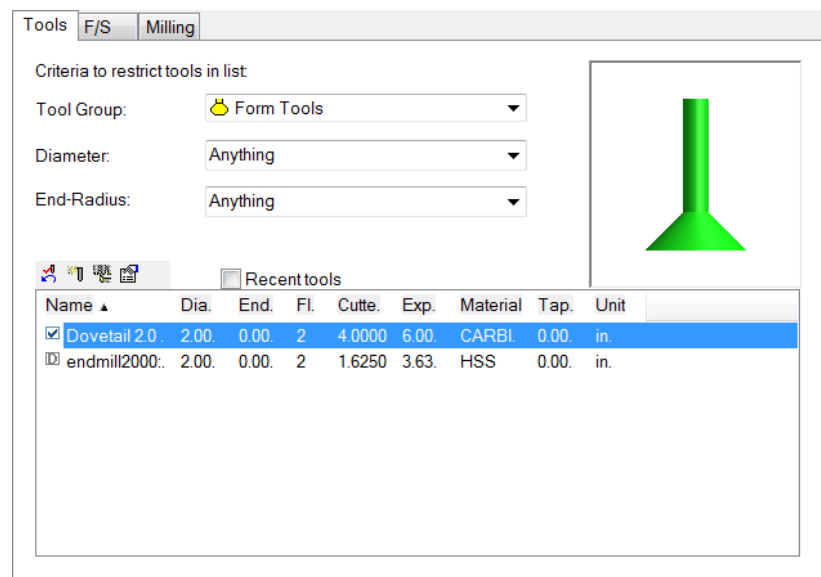 Tools F/S Milling
Criteria to restrict tools in list:
Tool Group: Form Tools
Diameter: Anything
End-Radius: Anything
Recent tools
Name Dia. End. Fl. Cutte. Exp. Material Tap. Unit
Dovetail 2.0 . 2.00. 0.00. 2 4.0000 6.00. CARBI. 0.00. in.
D endmill2000:. 2.00. 0.00. 2 1.6250 3.63. HSS 0.00. in.